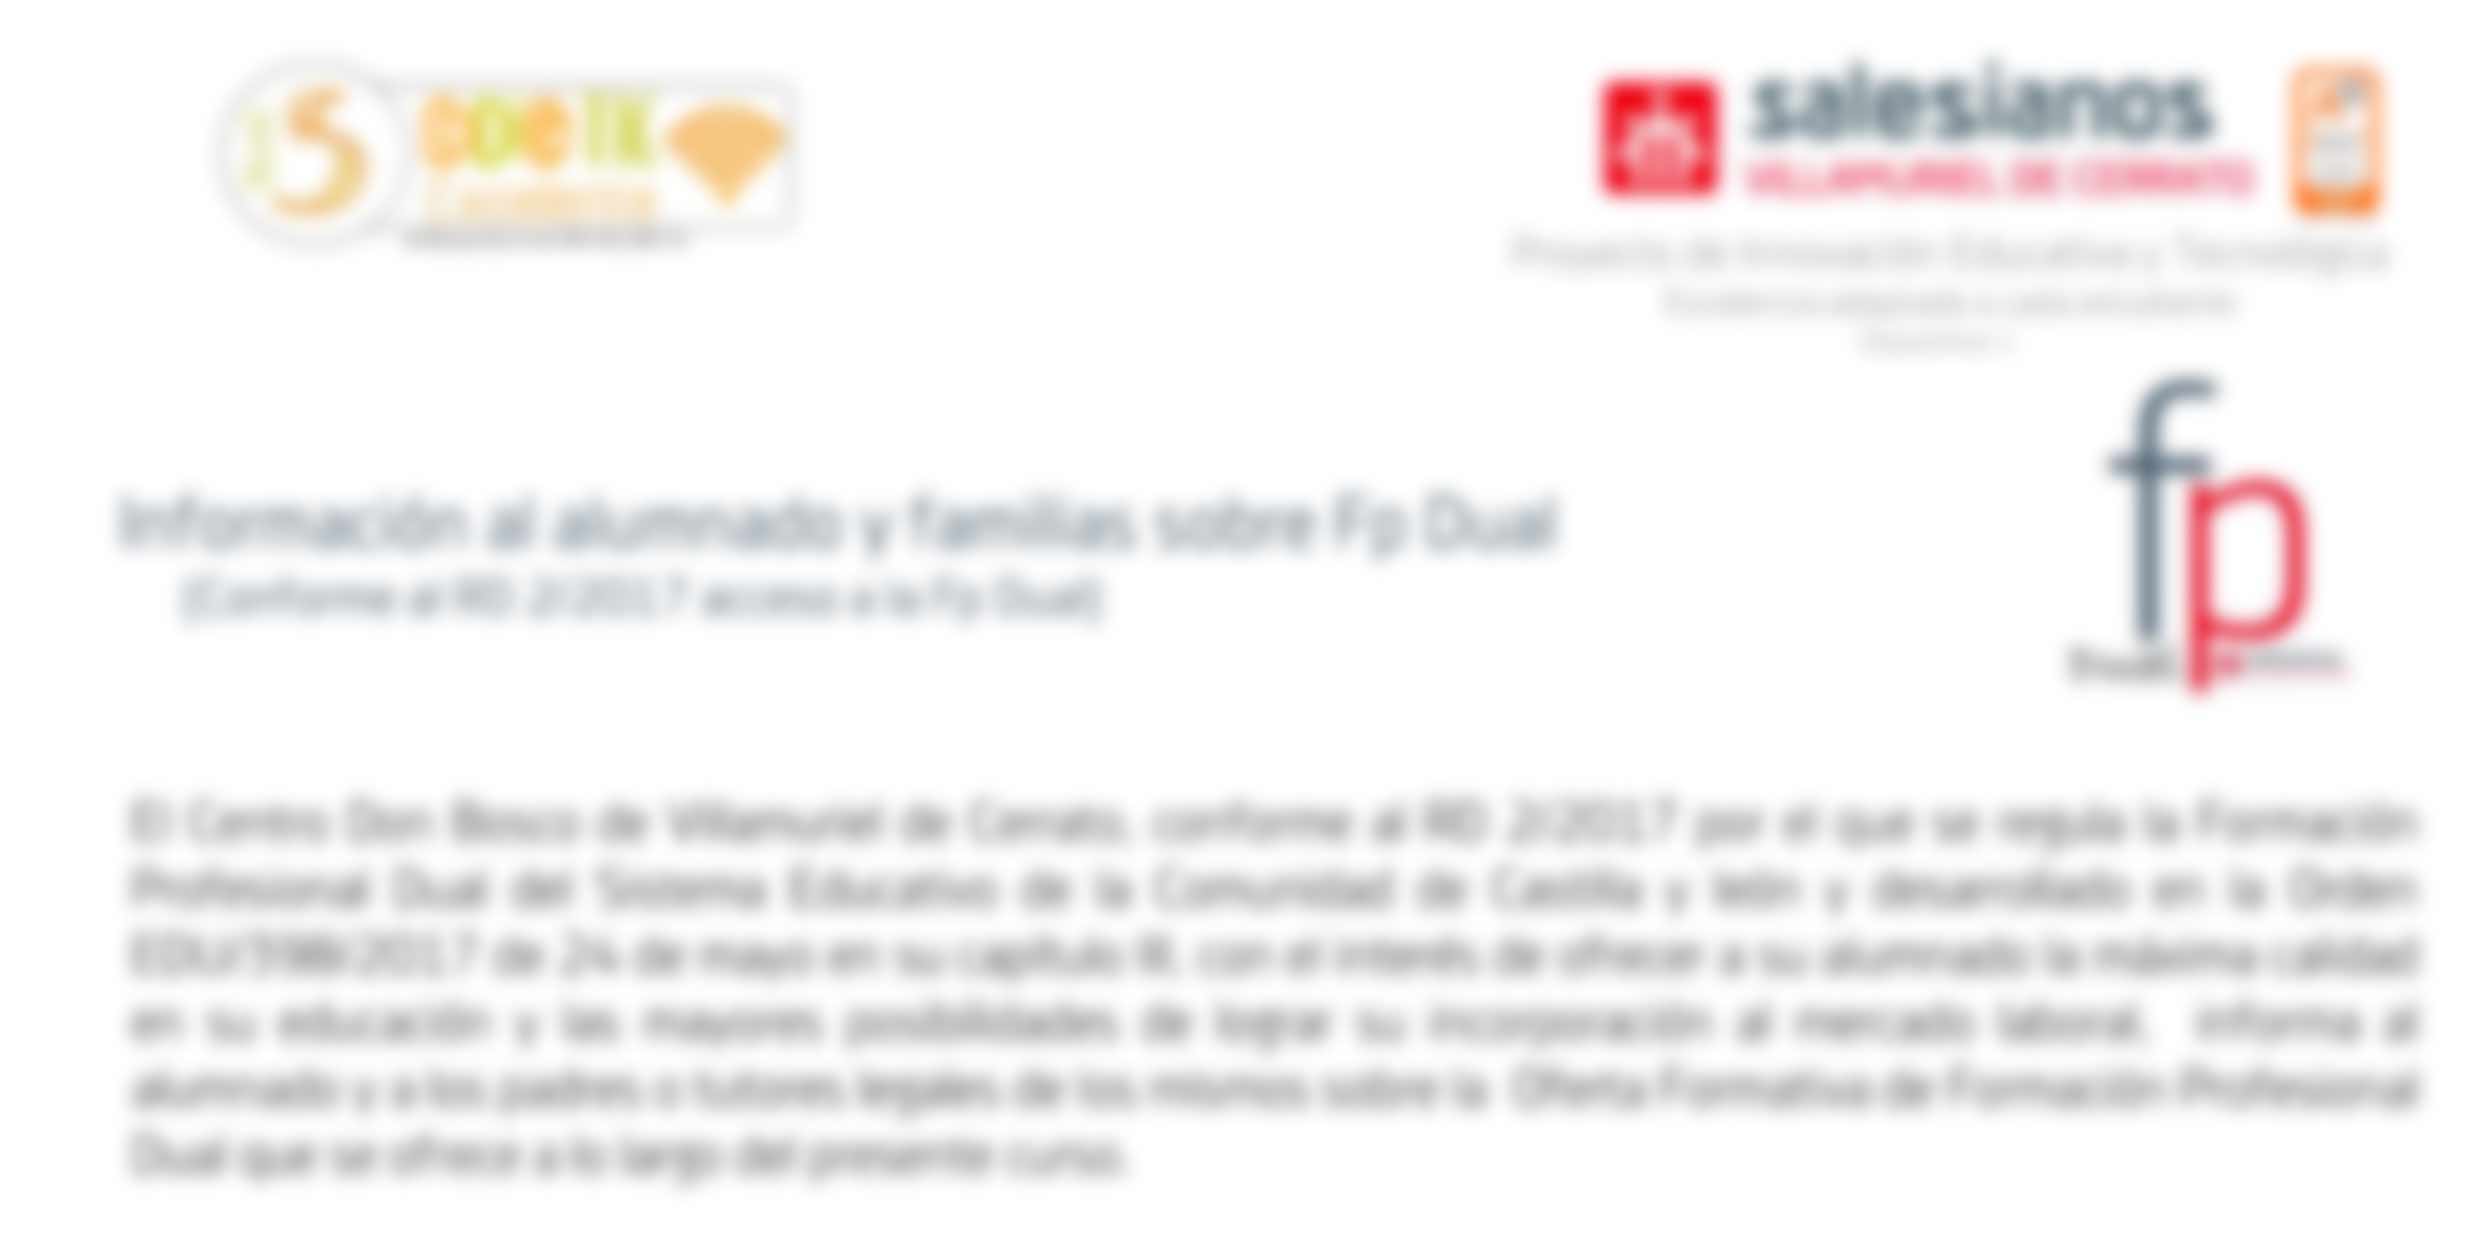 5
salesianos
VILLAMURIEL DE CERRATO
Proyecto de Innovación Educativa y Tecnológica
fp
Información al alumnado y familias sobre Fp Dual
(Conforme al RD 2/2017 acceso a la Fp Dual)
El Centro Don Bosco de Villamuriel de Cerrato, conforme al RD 2/2017 por el que se regula la Formación
Profesional Dual del Sistema Educativo de la Comunidad de Castilla y león y desarrollado en la Orden
EDU/398/2017 de 24 de mayo en su capítulo III, con el interés de ofrecer a su alumnado la máxima calidad
en su educación y las mayores posibilidades de lograr su incorporación al mercado laboral, informa al
alumnado y a los padres o tutores legales de los mismos sobre la Oferta Formativa de Formación Profesional
Dual que se ofrece a lo largo del presente curso.